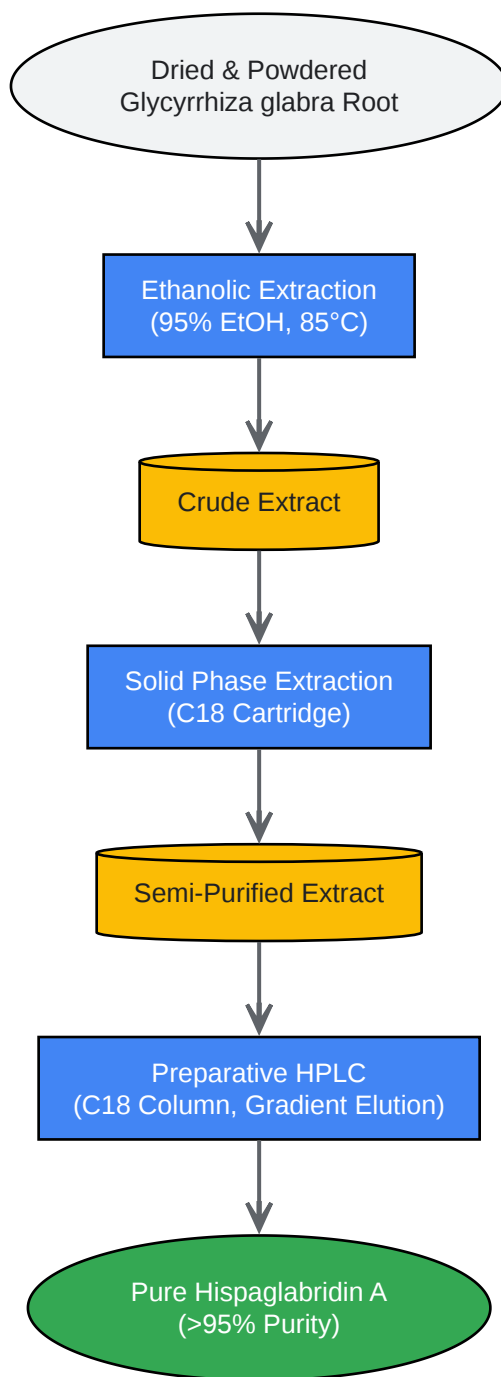 Dried & Powdered
Glycyrrhiza glabra Root
Ethanolic Extraction
(95% EtOH, 85°C)
Crude Extract
Solid Phase Extraction
(C18 Cartridge)
Semi-Purified Extract
Preparative HPLC
(C18 Column, Gradient Elution)
Pure Hispaglabridin A
(>95% Purity)